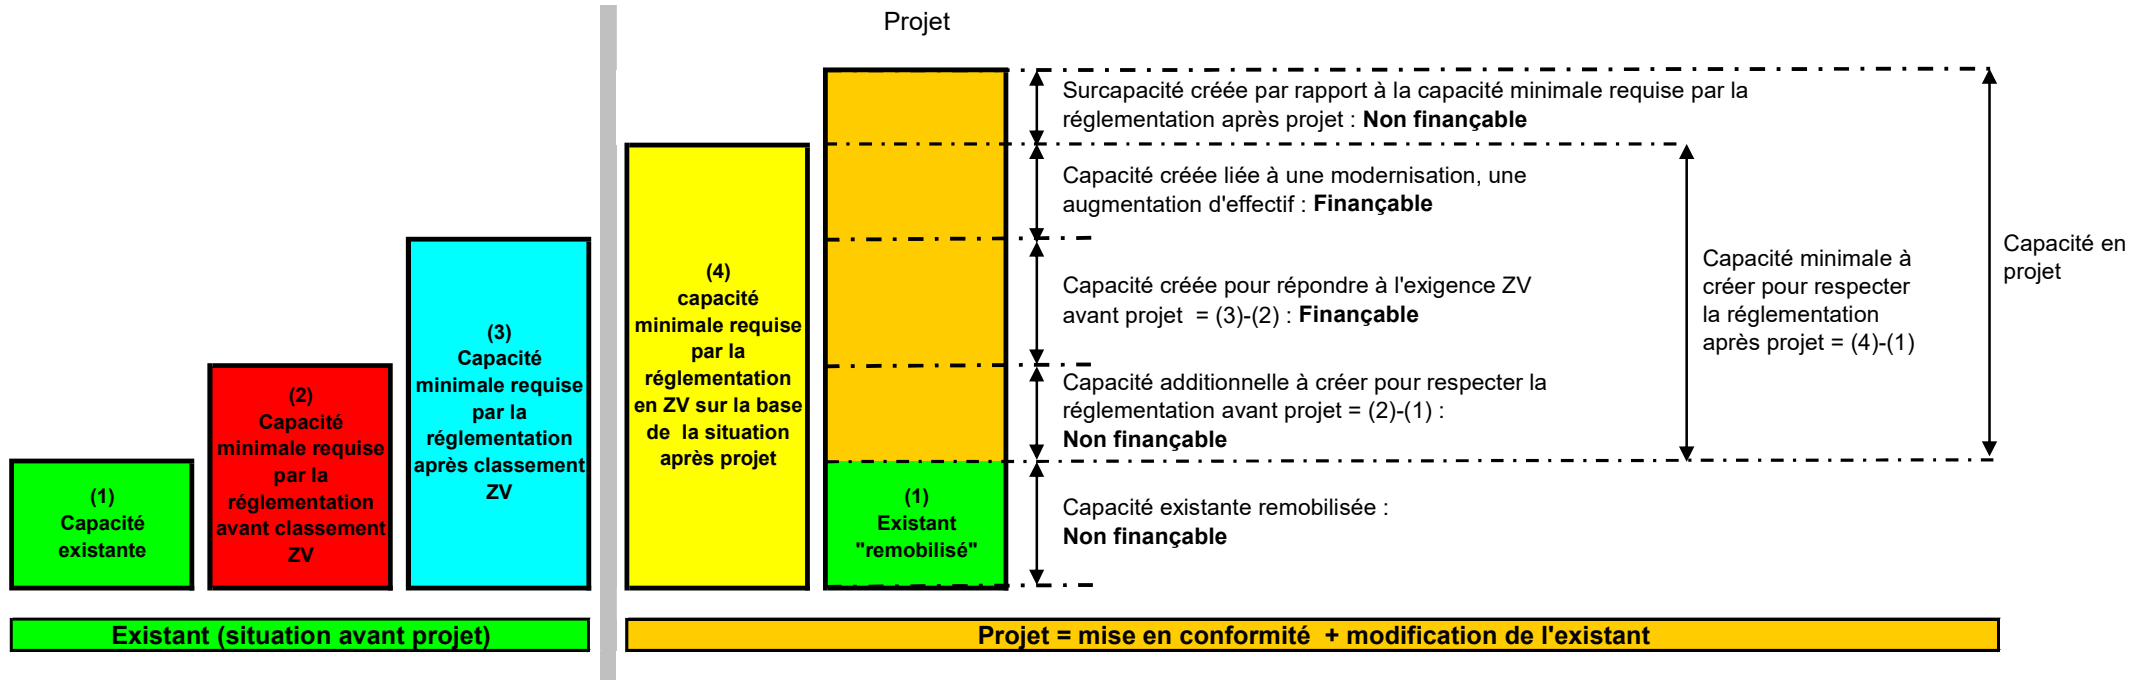 Projet
Surcapacité créée par rapport à la capacité minimale requise par la
réglementation après projet : Non finançable
Capacité créée liée à une modernisation, une
augmentation d'effectif : Finançable
Capacité créée pour répondre à l'exigence ZV
avant projet = (3)-(2) : Finançable
Capacité additionnelle à créer pour respecter la
réglementation avant projet = (2)-(1) :
Non finançable
Capacité existante remobilisée :
Non finançable
Capacité minimale à
créer pour respecter
la réglementation
après projet = (4)-(1)
Capacité en
projet
(1)
Capacité
existante
(2)
Capacité
minimale requise
par la
réglementation
avant classement
ZV
(3)
Capacité
minimale requise
par la
réglementation
après classement
ZV
(4)
capacité
minimale requise
par la
réglementation
en ZV sur la base
de la situation
après projet
(1)
Existant
"remobilisé"
Existant (situation avant projet)
Projet = mise en conformité + modification de l'existant